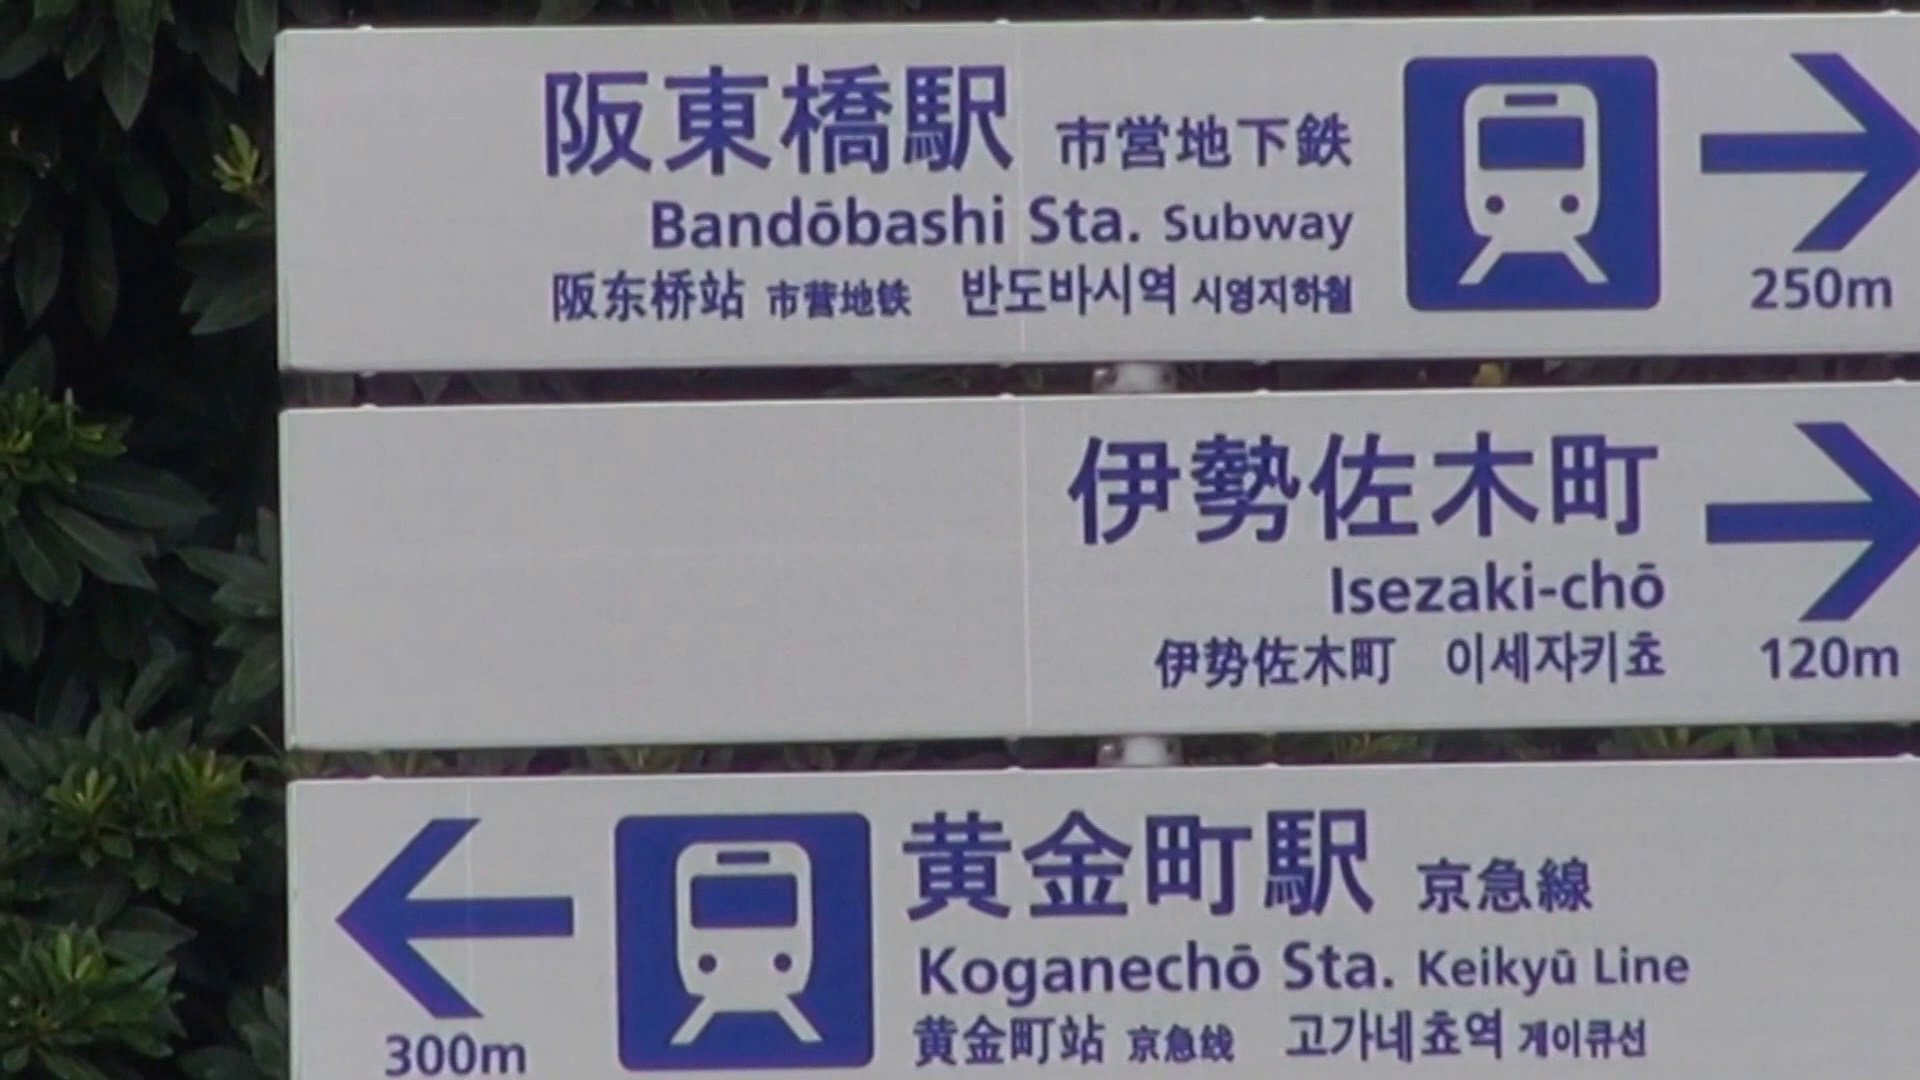 阪東橋駅 市営地下鉄
Bandōbashi Sta. Subway
阪东桥站 市营地铁 반도바시역 시영지하철
250m
伊勢佐木町
Isezaki-chō
伊势佐木町 이세자키쵸
120m
黄金町駅 京急線
Koganechō Sta. Keikyū Line
黄金町站 京急线 고가네쵸역 게이큐선
300m